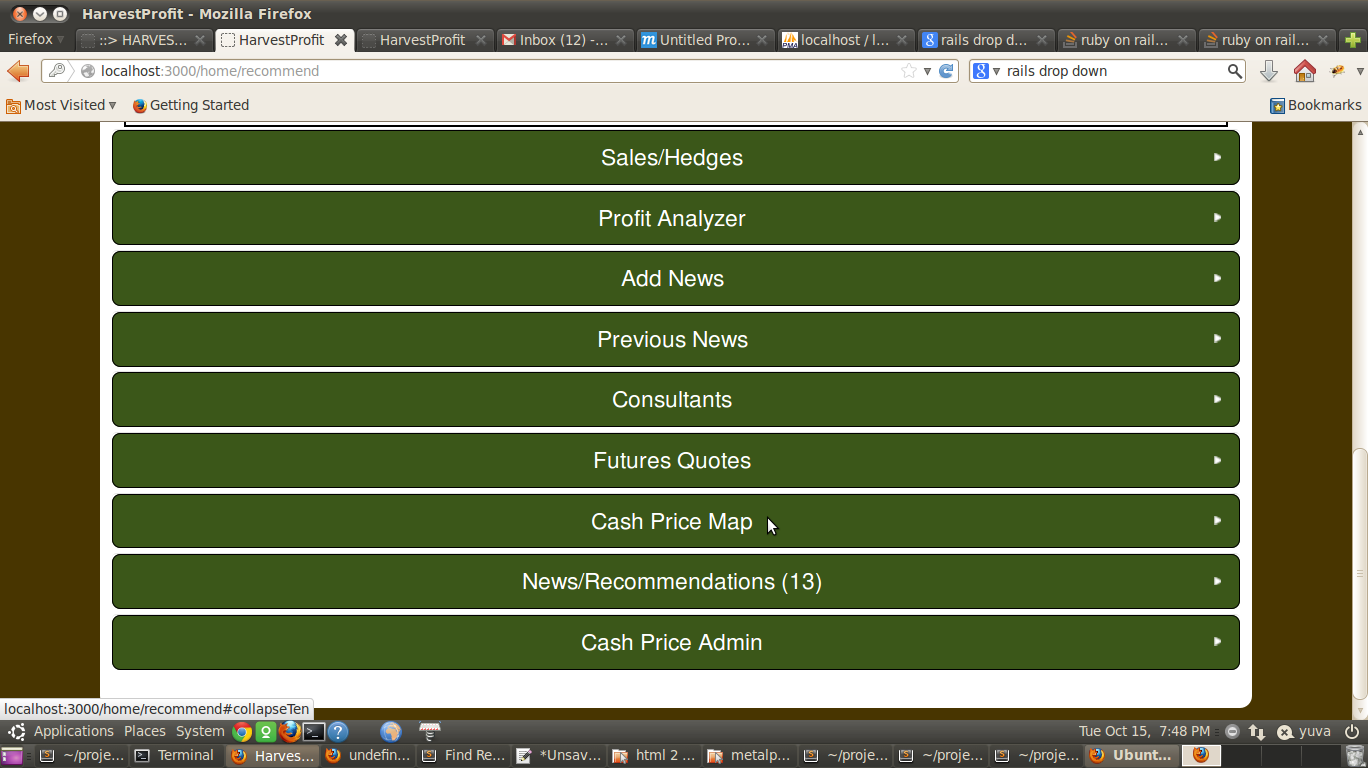 HarvestProfit - Mozilla Firefox
Firefox
::> HARVES...
HarvestProfit
HarvestProfit
Inbox (12) -...
Untitled Pro...
localhost / l...
rails drop d...
ruby on rail...
ruby on rail...
localhost:3000/home/recommend
rails drop down
Most Visited
Getting Started
Bookmarks
Sales/Hedges
Profit Analyzer
Add News
Previous News
Consultants
Futures Quotes
Cash Price Map
News/Recommendations (13)
Cash Price Admin
localhost:3000/home/recommend#collapseTen
Applications Places System
Tue Oct 15, 7:48 PM
yuva
~/proje...
Terminal
Harves...
undefin...
Find Re...
*Unsav...
html 2 ...
metalp...
~/proje...
~/proje...
~/proje...
Ubunt...